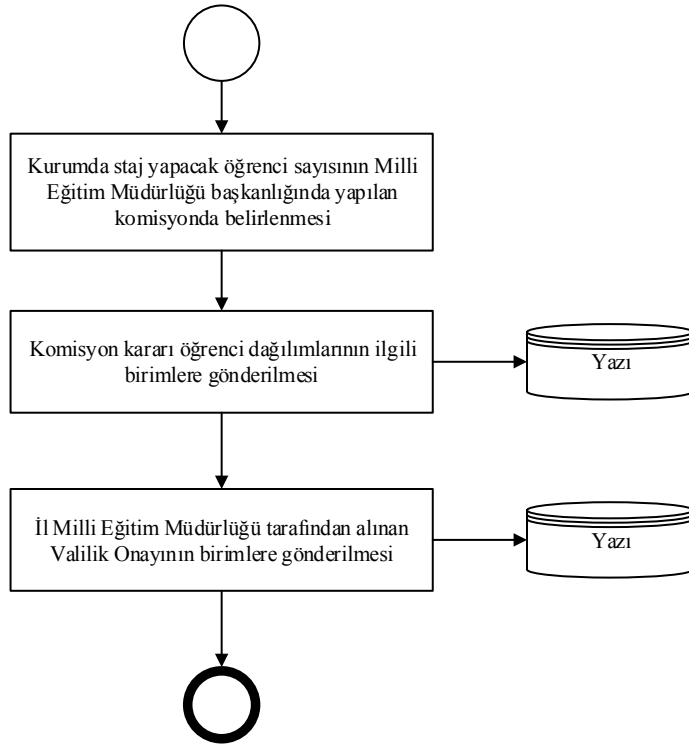 Kurumda staj yapacak öğrenci sayısının Milli
Eğitim Müdürlüğü başkanlığında yapılan
komisyonda belirlenmesi
Komisyon kararı öğrenci dağılımlarının ilgili
birimlere gönderilmesi
Yazı
İl Milli Eğitim Müdürlüğü tarafından alınan
Valilik Onayının birimlere gönderilmesi
Yazı